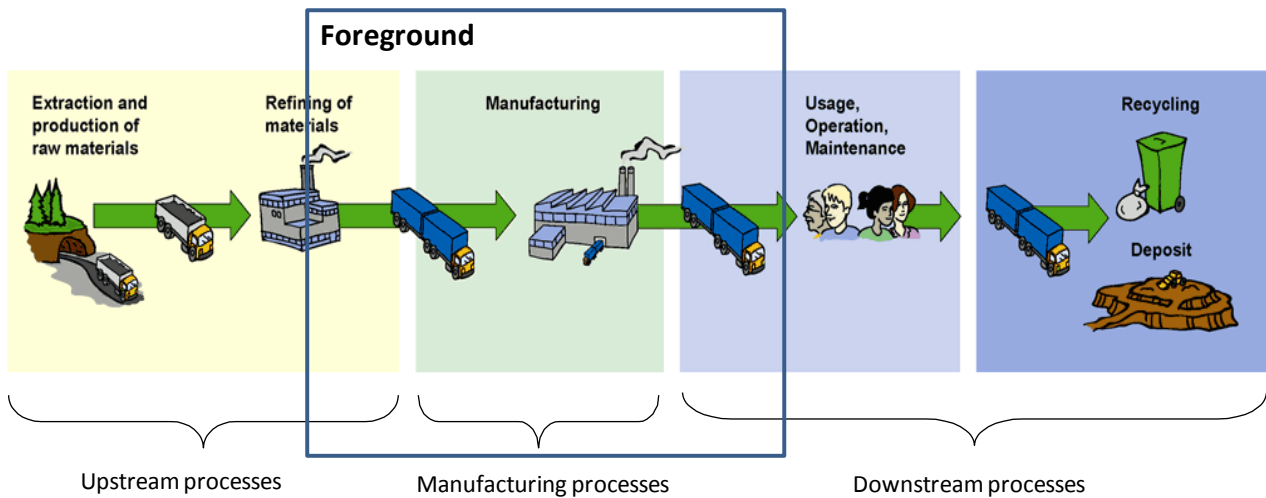 Foreground
Extraction and
production of
raw materials
Refining of
materials
Manufacturing
Usage,
Operation,
Maintenance
Recycling
Deposit
Upstream processes
Manufacturing processes
Downstream processes